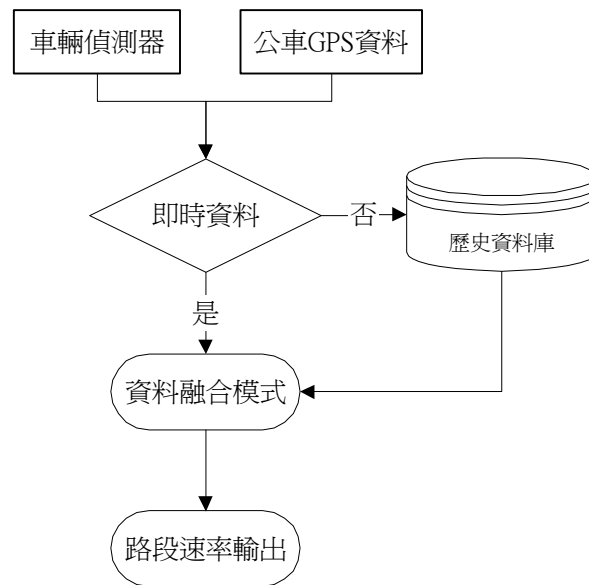 車輛偵測器
公車GPS資料
即時資料
否
歷史資料庫
是
資料融合模式
路段速率輸出